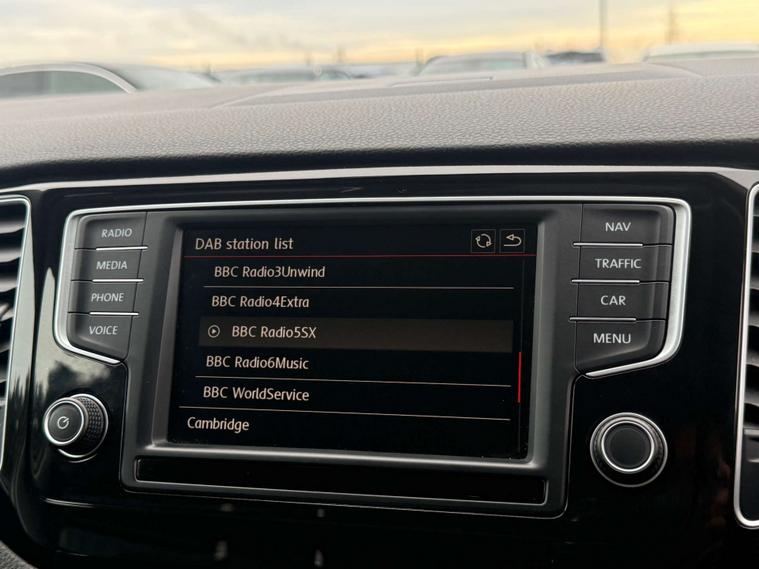 RADIO
MEDIA
PHONE
VOICE
DAB station list
BBC Radio3Unwind
BBC Radio4Extra
BBC Radio5SX
BBC Radio6Music
BBC WorldService
Cambridge
NAV
TRAFFIC
CAR
MENU